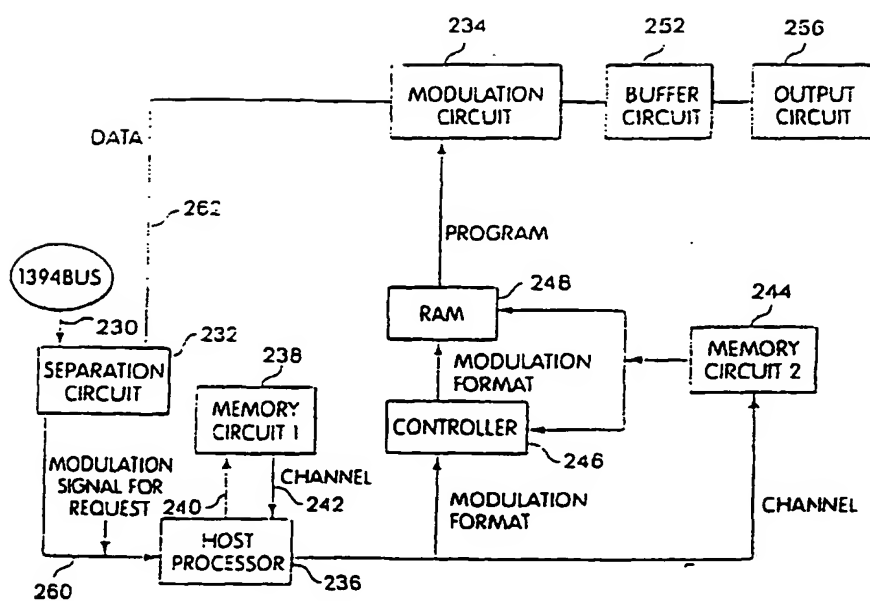 234
252
256
MODULATION
CIRCUIT
BUFFER
CIRCUIT
OUTPUT
CIRCUIT
DATA
262
PROGRAM
1394BUS
230
232
SEPARATION
CIRCUIT
238
MEMORY
CIRCUIT 1
RAM
248
244
MEMORY
CIRCUIT 2
MODULATION
FORMAT
CONTROLLER
246
MODULATION
SIGNAL FOR
REQUEST
240
CHANNEL
242
MODULATION
FORMAT
CHANNEL
HOST
PROCESSOR
236
260